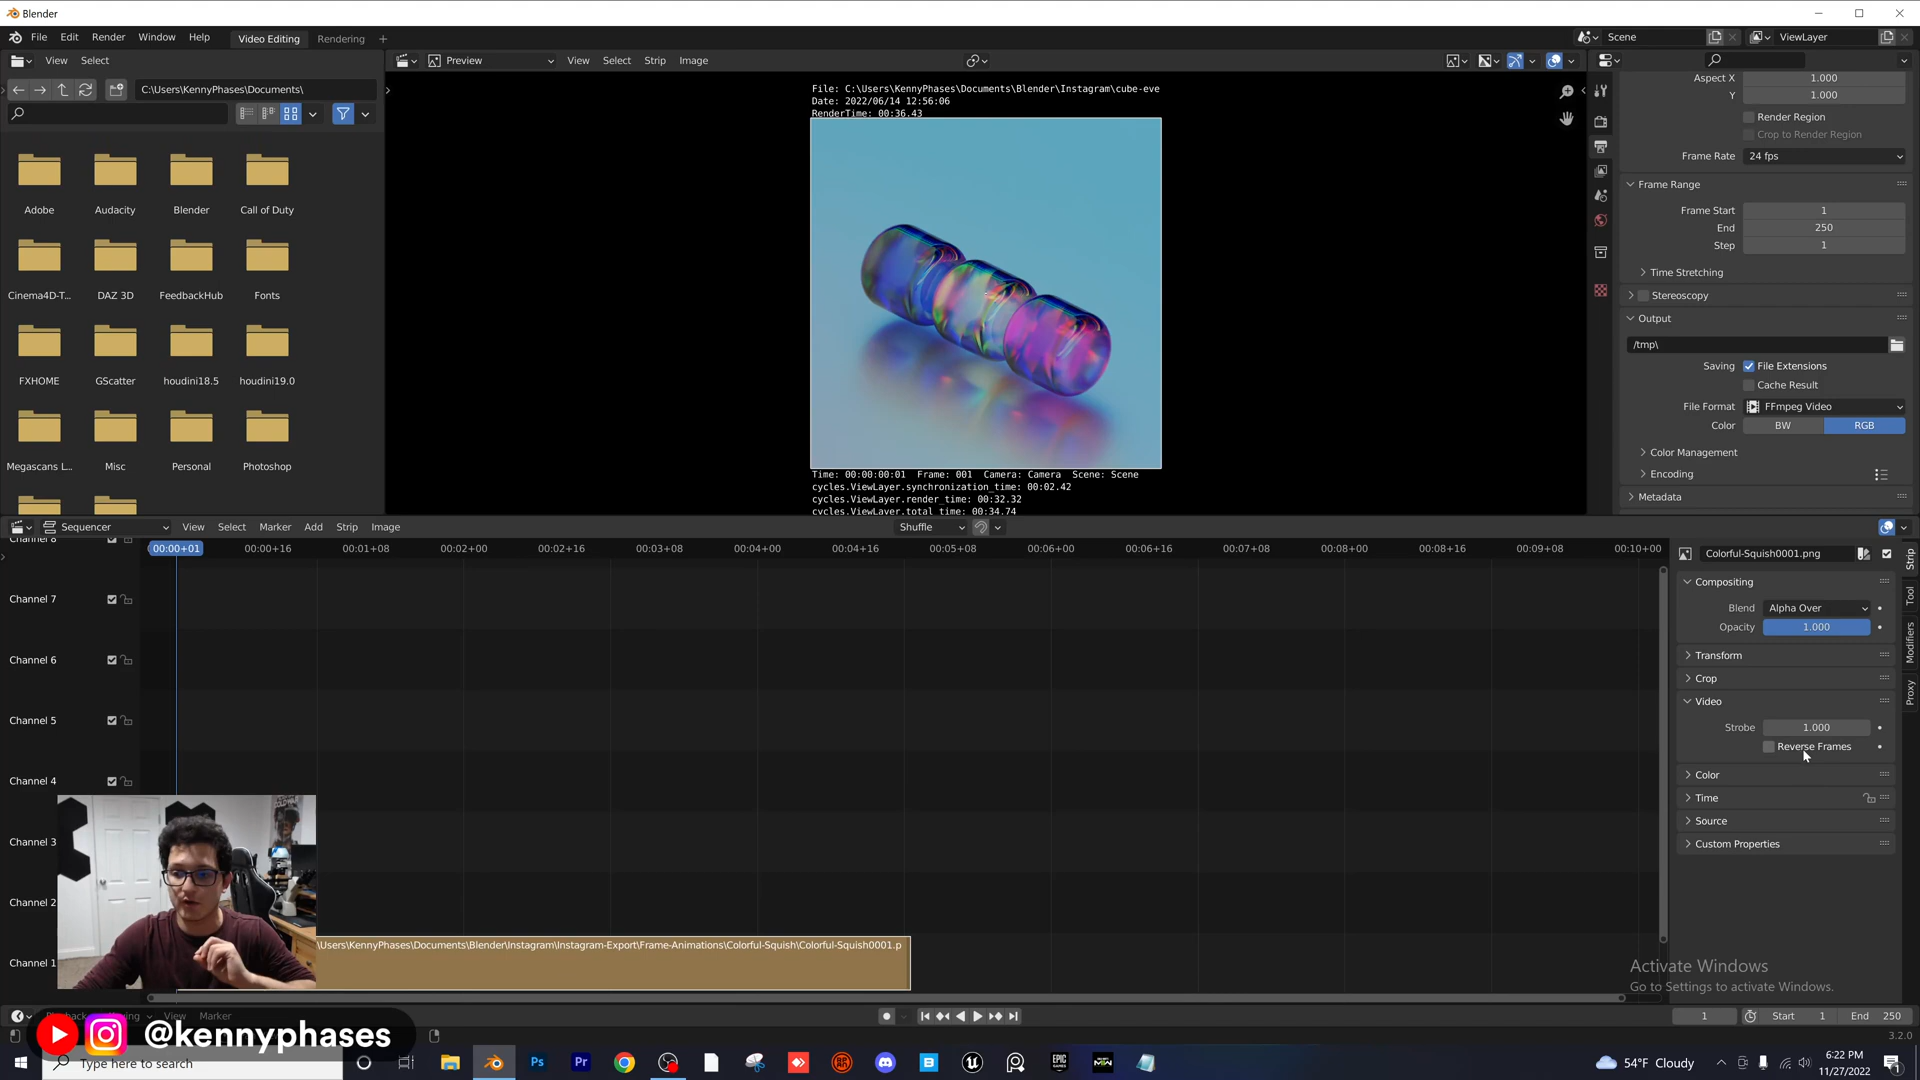 Blender
File Edit Render Window Help Video Editing Rendering + Scene ViewLayer
View Select Preview View Select Strip Image
C:\Users\KennyPhases\Documents\
File: C:\Users\KennyPhases\Documents\Blender\Instagram\cube-eve
Date: 2022/06/14 12:56:06
RenderTime: 00:36.43
Adobe Audacity Blender Call of Duty
Cinema4D-T... DAZ 3D FeedbackHub Fonts
FXHOME GScatter houdini18.5 houdini19.0
Megascans L... Misc Personal Photoshop
Time: 00:00:00:01 Frame: 001 Camera: Camera Scene: Scene
cycles.ViewLayer.synchronization_time: 00:02.42
cycles.ViewLayer.render_time: 00:32.32
cycles.ViewLayer.total_time: 00:34.74
Aspect X 1.000
Y 1.000
Render Region
Crop to Render Region
Frame Rate 24 fps
Frame Range
Frame Start 1
End 250
Step 1
Time Stretching
Stereoscopy
Output
/tmp\
Saving File Extensions
Cache Result
File Format FFmpeg Video
Color BW RGB
Color Management
Encoding
Metadata
Sequencer View Select Marker Add Strip Image Shuffle
00:00+01 00:00+16 00:01+08 00:02+00 00:02+16 00:03+08 00:04+00 00:04+16 00:05+08 00:06+00 00:06+16 00:07+08 00:08+00 00:08+16 00:09+08 00:10+00
Channel 8
Channel 7
Channel 6
Channel 5
Channel 4
Channel 3
Channel 2
Channel 1
\Users\KennyPhases\Documents\Blender\Instagram\Instagram-Export\Frame-Animations\Colorful-Squish\Colorful-Squish0001.p
Colorful-Squish0001.png
Compositing
Blend Alpha Over
Opacity 1.000
Transform
Crop
Video
Strobe 1.000
Reverse Frames
Color
Time
Source
Custom Properties
Strip
Tool
Modifiers
Proxy
Activate Windows
Go to Settings to activate Windows.
View Marker
1 Start 1 End 250
@kennyphases
3.2.0
Type here to search
Ps Pr
54°F Cloudy
6:22 PM
11/27/2022